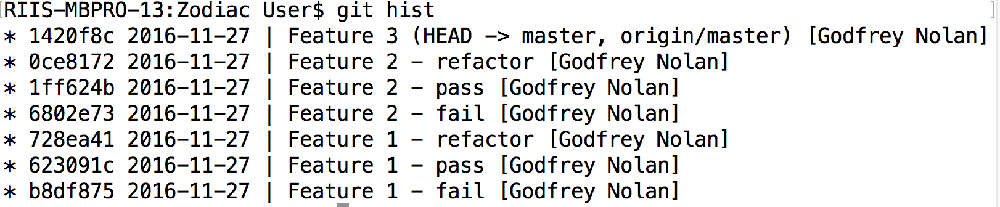 [RIIS-MBPRO-13:Zodiac User$ git hist ]
* 1420f8c 2016-11-27 | Feature 3 (HEAD -> master, origin/master) [Godfrey Nolan]
* 0ce8172 2016-11-27 | Feature 2 - refactor [Godfrey Nolan]
* 1ff624b 2016-11-27 | Feature 2 - pass [Godfrey Nolan]
* 6802e73 2016-11-27 | Feature 2 - fail [Godfrey Nolan]
* 728ea41 2016-11-27 | Feature 1 - refactor [Godfrey Nolan]
* 623091c 2016-11-27 | Feature 1 - pass [Godfrey Nolan]
* b8df875 2016-11-27 | Feature 1 - fail [Godfrey Nolan]